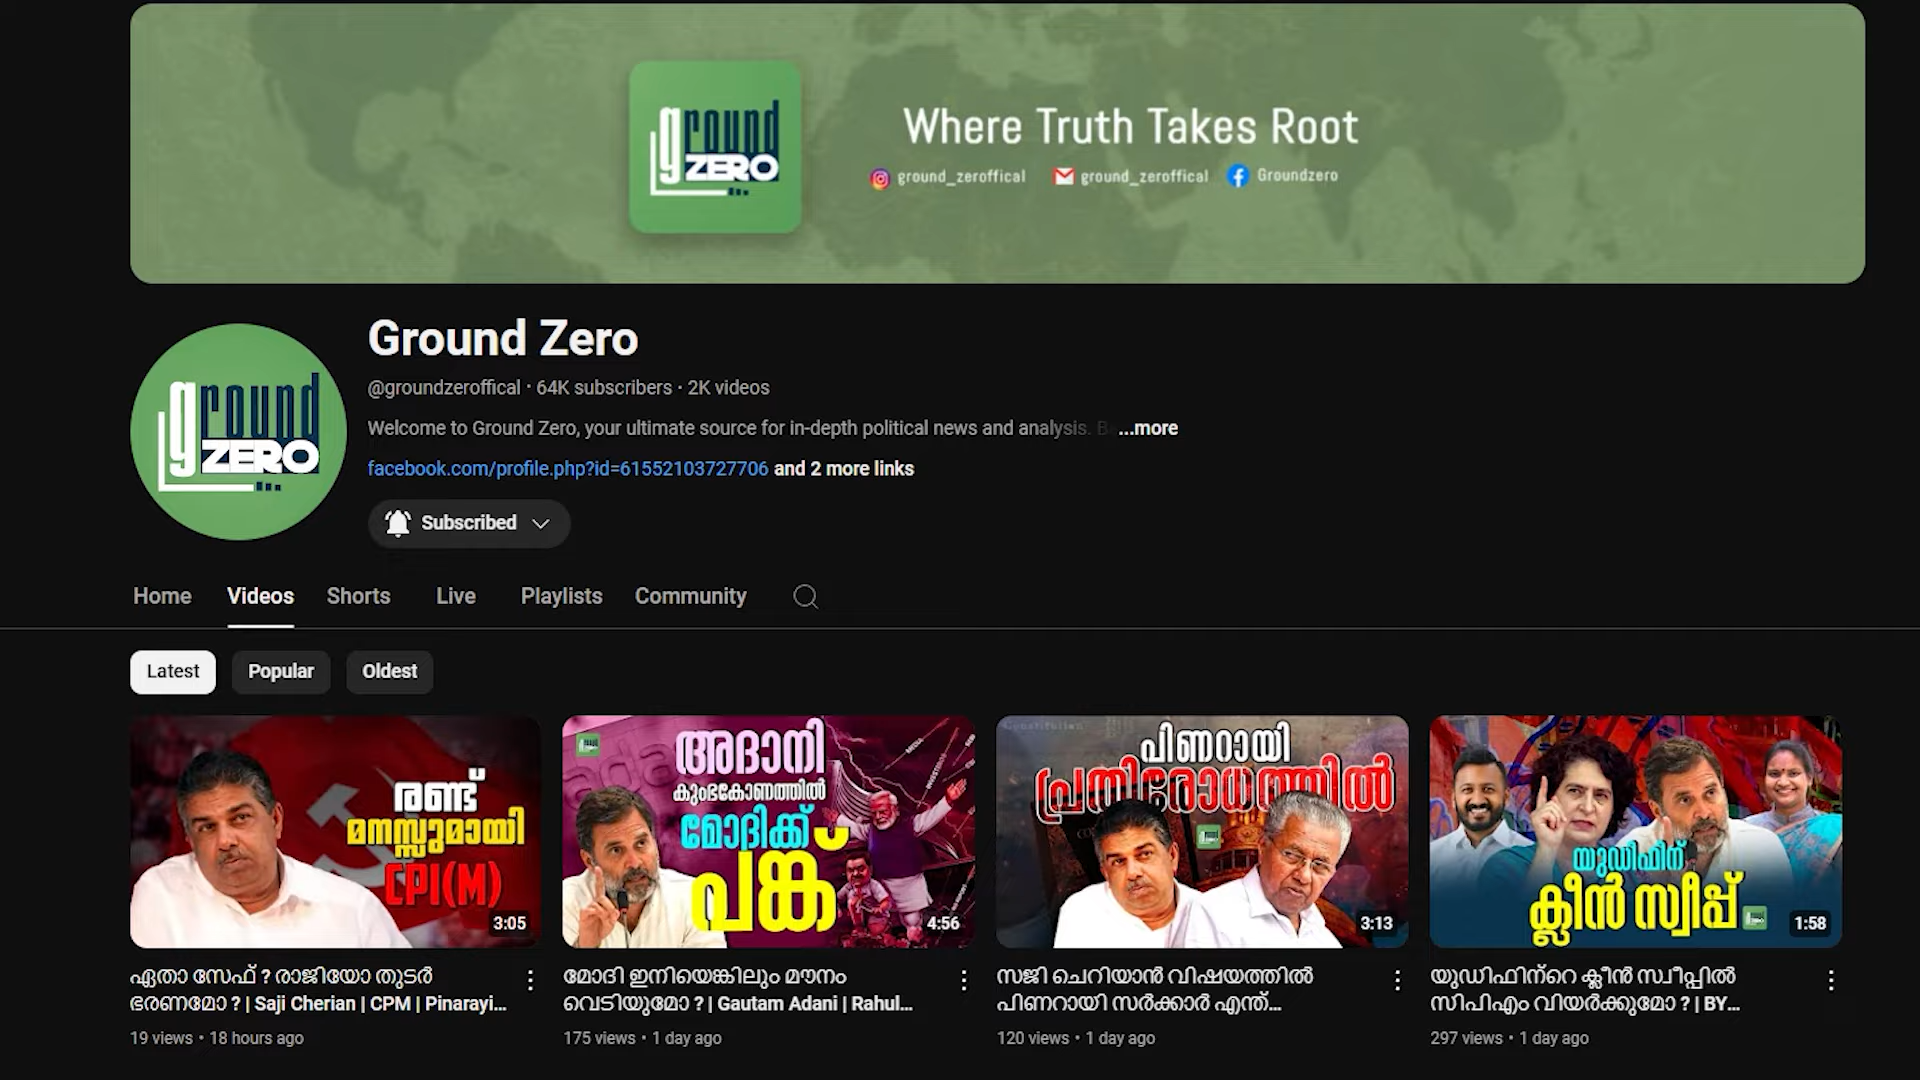 ground
ZERO
Where Truth Takes Root
ground_zeroffical ground_zeroffical Groundzero
ground
ZERO
Ground Zero
@groundzeroffical · 64K subscribers · 2K videos
Welcome to Ground Zero, your ultimate source for in-depth political news and analysis. ...more
facebook.com/profile.php?id=61552103727706 and 2 more links
Subscribed
Home Videos Shorts Live Playlists Community
Latest Popular Oldest
രണ്ട്
മനസ്സുമായി
CPI(M)
3:05
അദാനി
കുംഭകോണത്തിൽ
മോദിക്ക്
പങ്ക്
4:56
പിണറായി
പ്രതിരോധത്തിൽ
3:13
യുഡിഫിന്
ക്ലീൻ സ്വീപ്പ്
1:58
ഏതാ സേഫ് ? രാജിയോ തുടർ
ഭരണമോ ? | Saji Cherian | CPM | Pinarayi...
19 views • 18 hours ago
മോദി ഇനിയെങ്കിലും മൗനം
വെടിയുമോ ? | Gautam Adani | Rahul...
175 views • 1 day ago
സജി ചെറിയാൻ വിഷയത്തിൽ
പിണറായി സർക്കാർ എന്ത്...
120 views • 1 day ago
യുഡിഫിന്റെ ക്ലീൻ സ്വീപ്പിൽ
സിപിഎം വിയർക്കുമോ ? | BY...
297 views • 1 day ago